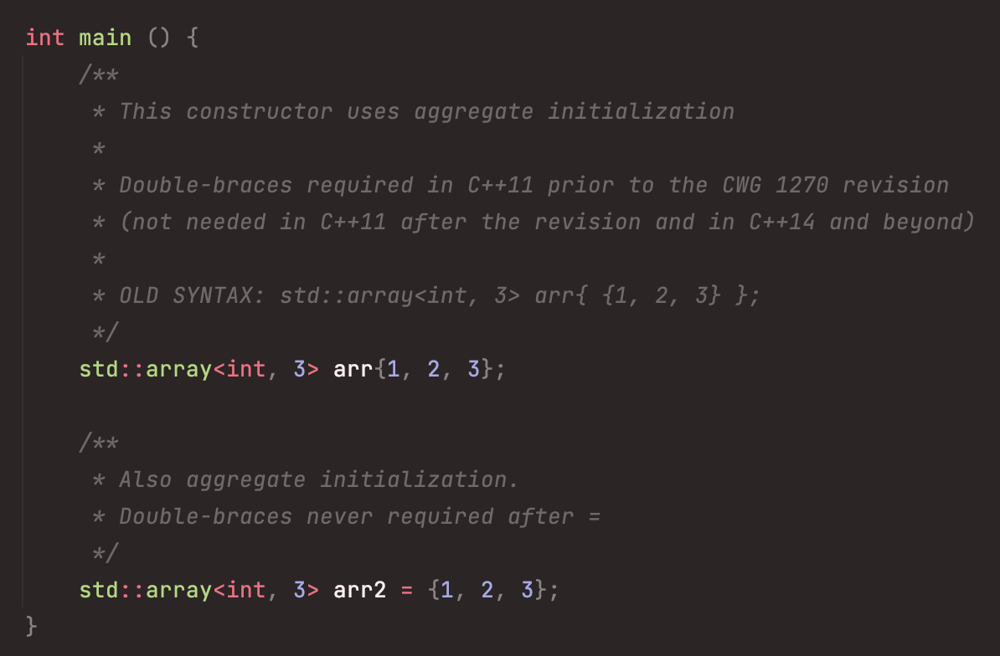 int main () {
    /**
     * This constructor uses aggregate initialization
     *
     * Double-braces required in C++11 prior to the CWG 1270 revision
     * (not needed in C++11 after the revision and in C++14 and beyond)
     *
     * OLD SYNTAX: std::array<int, 3> arr{ {1, 2, 3} };
     */
    std::array<int, 3> arr{1, 2, 3};

    /**
     * Also aggregate initialization.
     * Double-braces never required after =
     */
    std::array<int, 3> arr2 = {1, 2, 3};
}